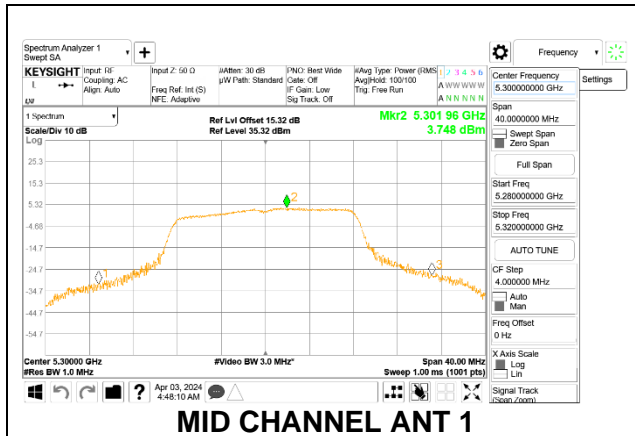 Spectrum Analyzer 1
Swept SA
Frequency
KEYSIGHT
Input: RF
Coupling: AC
Align: Auto
Input Z: 50 Ω
Freq Ref: Int (S)
NFE: Adaptive
#Atten: 30 dB
µW Path: Standard
PNO: Best Wide
Gate: Off
IF Gain: Low
Sig Track: Off
#Avg Type: Power (RMS
Avg|Hold: 100/100
Trig: Free Run
1 2 3 4 5 6
A W W W W W
A N N N N N
Center Frequency
5.300000000 GHz
Settings
Span
40.0000000 MHz
Swept Span
Zero Span
Full Span
Start Freq
5.280000000 GHz
Stop Freq
5.320000000 GHz
AUTO TUNE
CF Step
4.000000 MHz
Auto
Man
Freq Offset
0 Hz
X Axis Scale
Log
Lin
Signal Track
(Span Zoom)
1 Spectrum
Scale/Div 10 dB
Log
Ref Lvl Offset 15.32 dB
Ref Level 35.32 dBm
Mkr2 5.301 96 GHz
3.748 dBm
25.3
15.3
5.32
-4.68
-14.7
-24.7
-34.7
-44.7
-54.7
1
2
3
Center 5.30000 GHz
#Res BW 1.0 MHz
#Video BW 3.0 MHz*
Span 40.00 MHz
Sweep 1.00 ms (1001 pts)
?
Apr 03, 2024
4:48:10 AM
MID CHANNEL ANT 1